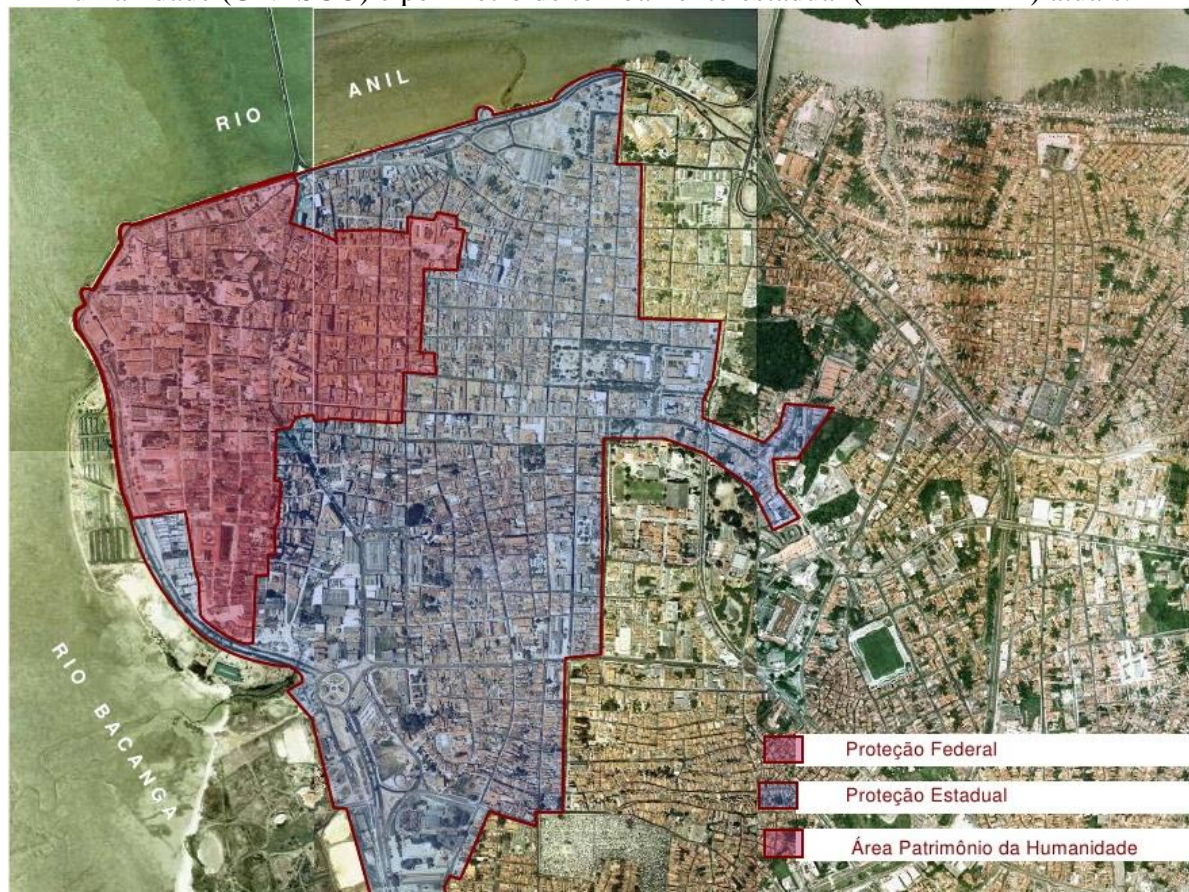 RIO ANIL
RIO BACANGA
Proteção Federal
Proteção Estadual
Área Patrimônio da Humanidade